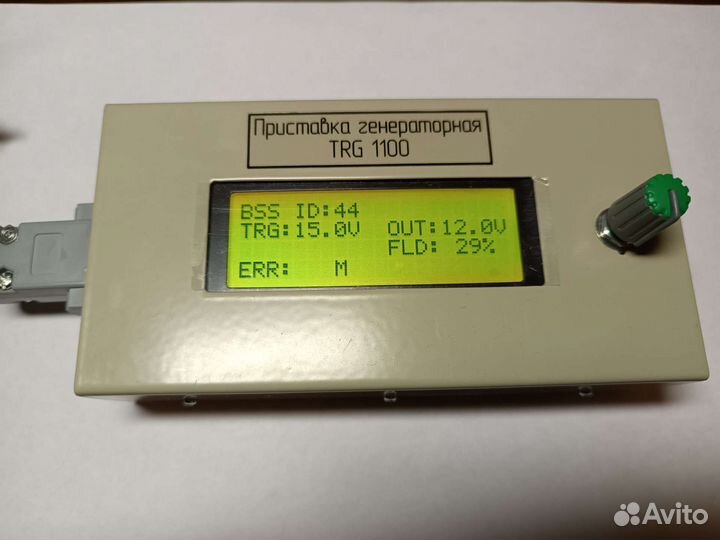 Приставка генераторная
TRG 1100
BSS ID:44
TRG:15.0V OUT:12.0V
FLD: 29%
ERR: M
Avito